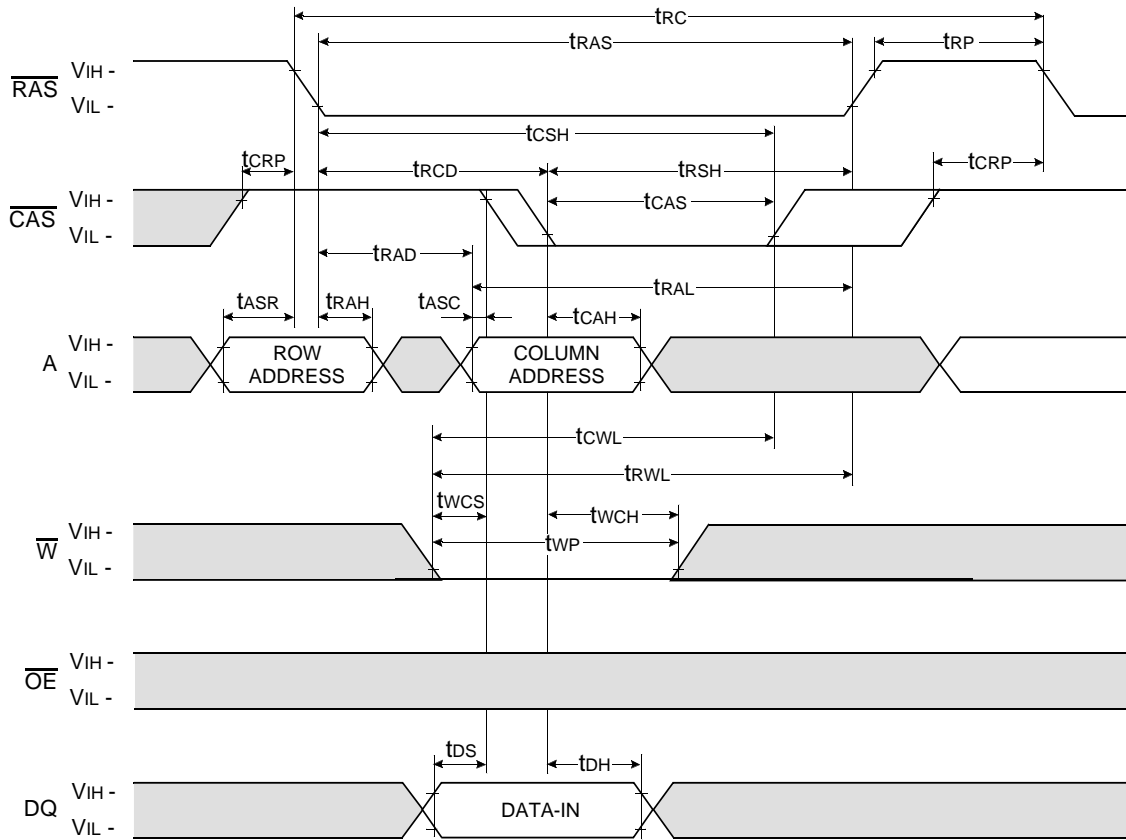 tRC
tRAS
tRP
RAS
VIH -
VIL -
tCSH
tCRP
tRCD
tRSH
tCRP
CAS
VIH -
VIL -
tCAS
tRAD
tRAL
tASR
tRAH
tASC
tCAH
A
VIH -
VIL -
ROW
ADDRESS
COLUMN
ADDRESS
tCWL
tRWL
tWCS
tWCH
W
VIH -
VIL -
tWP
OE
VIH -
VIL -
tDS
tDH
DQ
VIH -
VIL -
DATA-IN